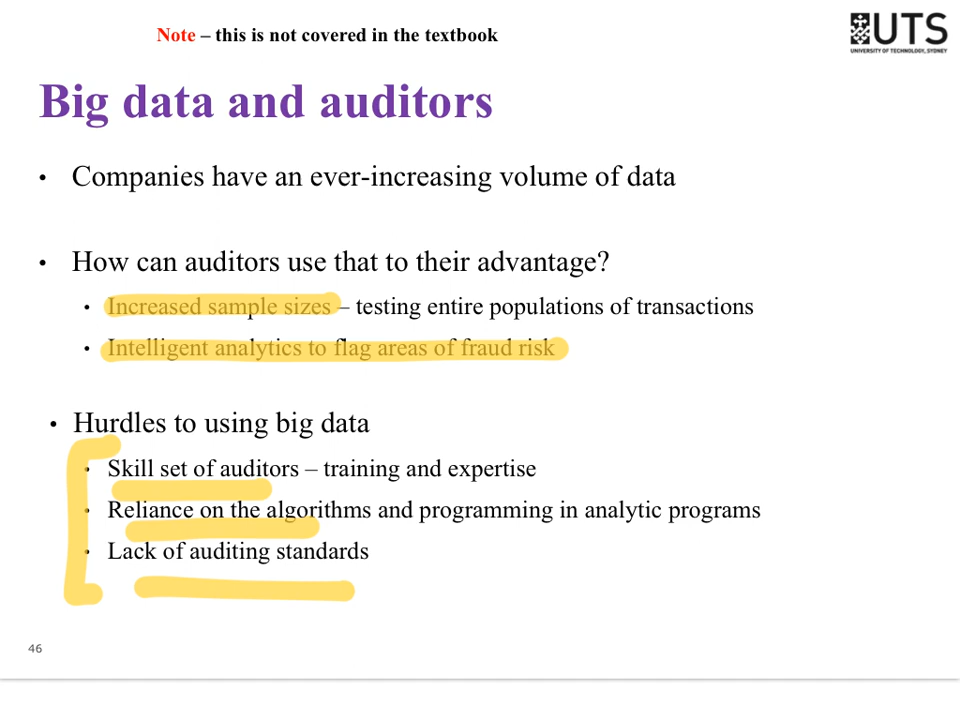 Note – this is not covered in the textbook
UTS
UNIVERSITY OF TECHNOLOGY, SYDNEY
Big data and auditors
• Companies have an ever-increasing volume of data
• How can auditors use that to their advantage?
• Increased sample sizes – testing entire populations of transactions
• Intelligent analytics to flag areas of fraud risk
• Hurdles to using big data
• Skill set of auditors – training and expertise
• Reliance on the algorithms and programming in analytic programs
• Lack of auditing standards
46